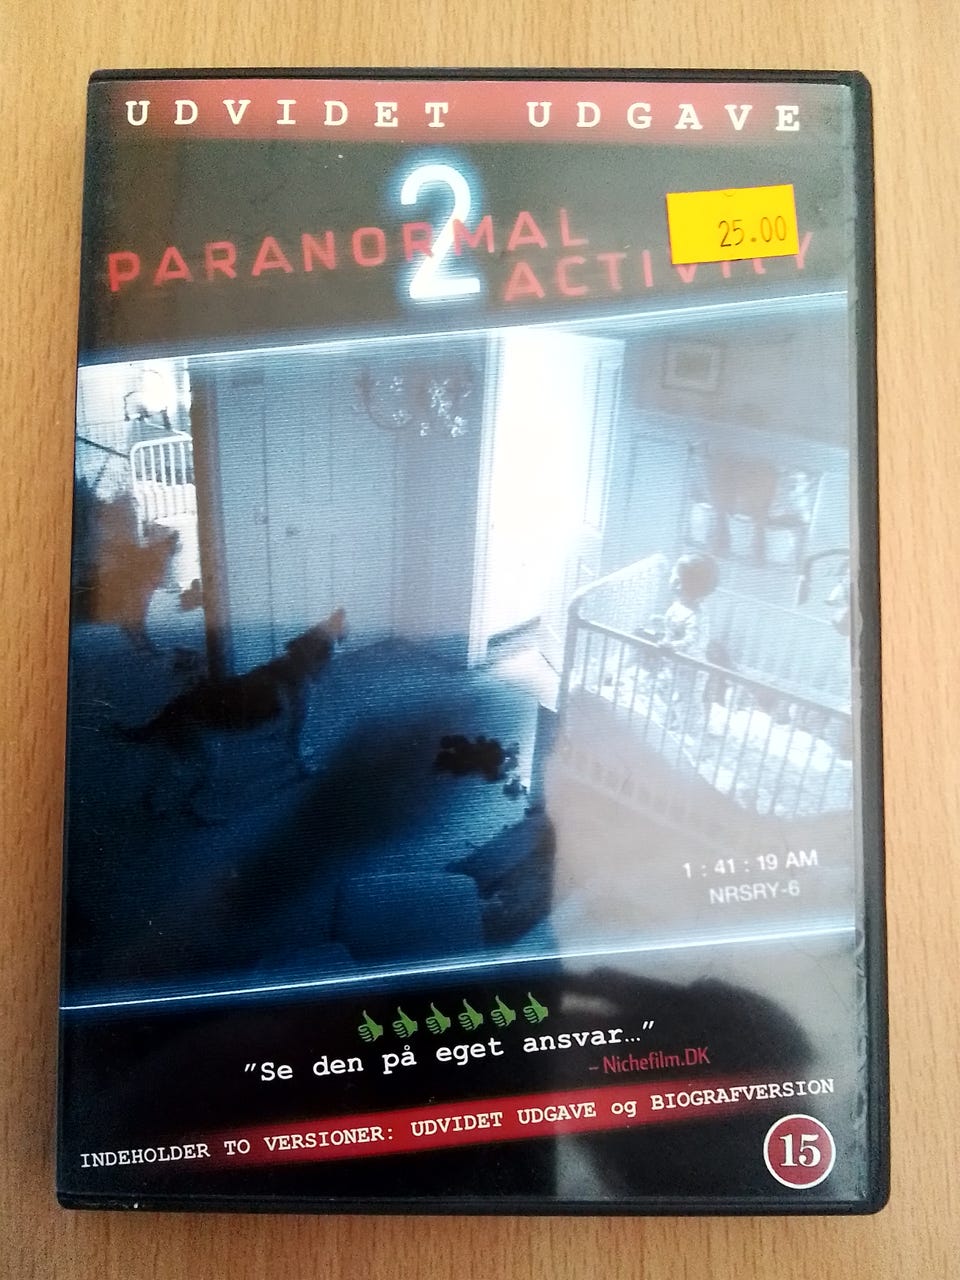 UDVIDET UDGAVE
2
PARANORMAL
ACTIVITY
25.00
1 : 41 : 19 AM
NRSRY-6
"Se den på eget ansvar..."
– Nichefilm.DK
INDEHOLDER TO VERSIONER: UDVIDET UDGAVE og BIOGRAFVERSION
15